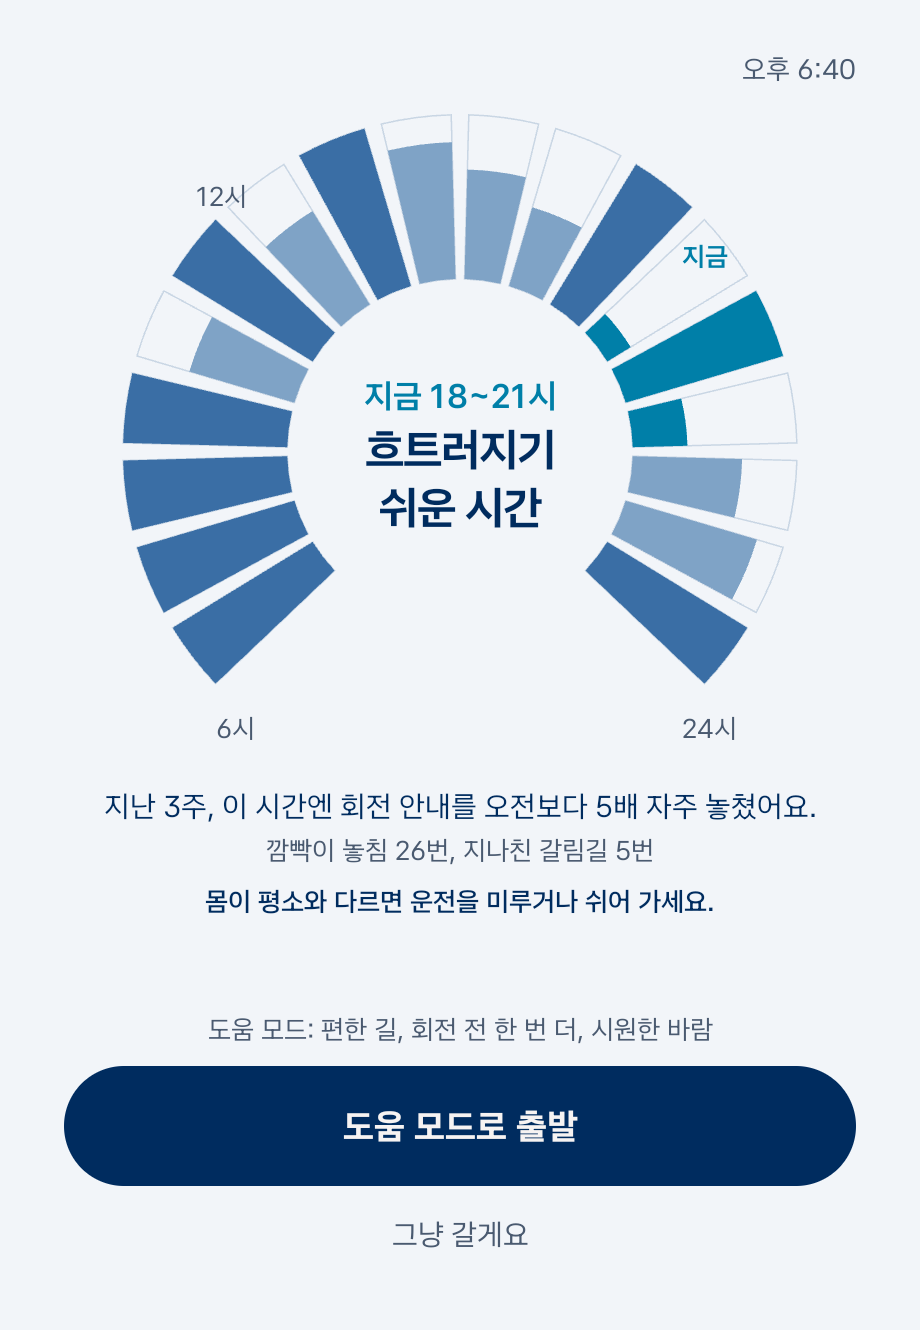 오후 6:40
12시
지금
지금 18~21시
흐트러지기
쉬운 시간
6시
24시
지난 3주, 이 시간엔 회전 안내를 오전보다 5배 자주 놓쳤어요.
깜빡이 놓침 26번, 지나친 갈림길 5번
몸이 평소와 다르면 운전을 미루거나 쉬어 가세요.
도움 모드: 편한 길, 회전 전 한 번 더, 시원한 바람
도움 모드로 출발
그냥 갈게요